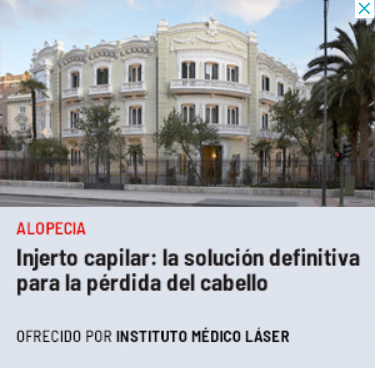 ALOPECIA
Injerto capilar: la solución definitiva
para la pérdida del cabello
OFRECIDO POR INSTITUTO MÉDICO LÁSER